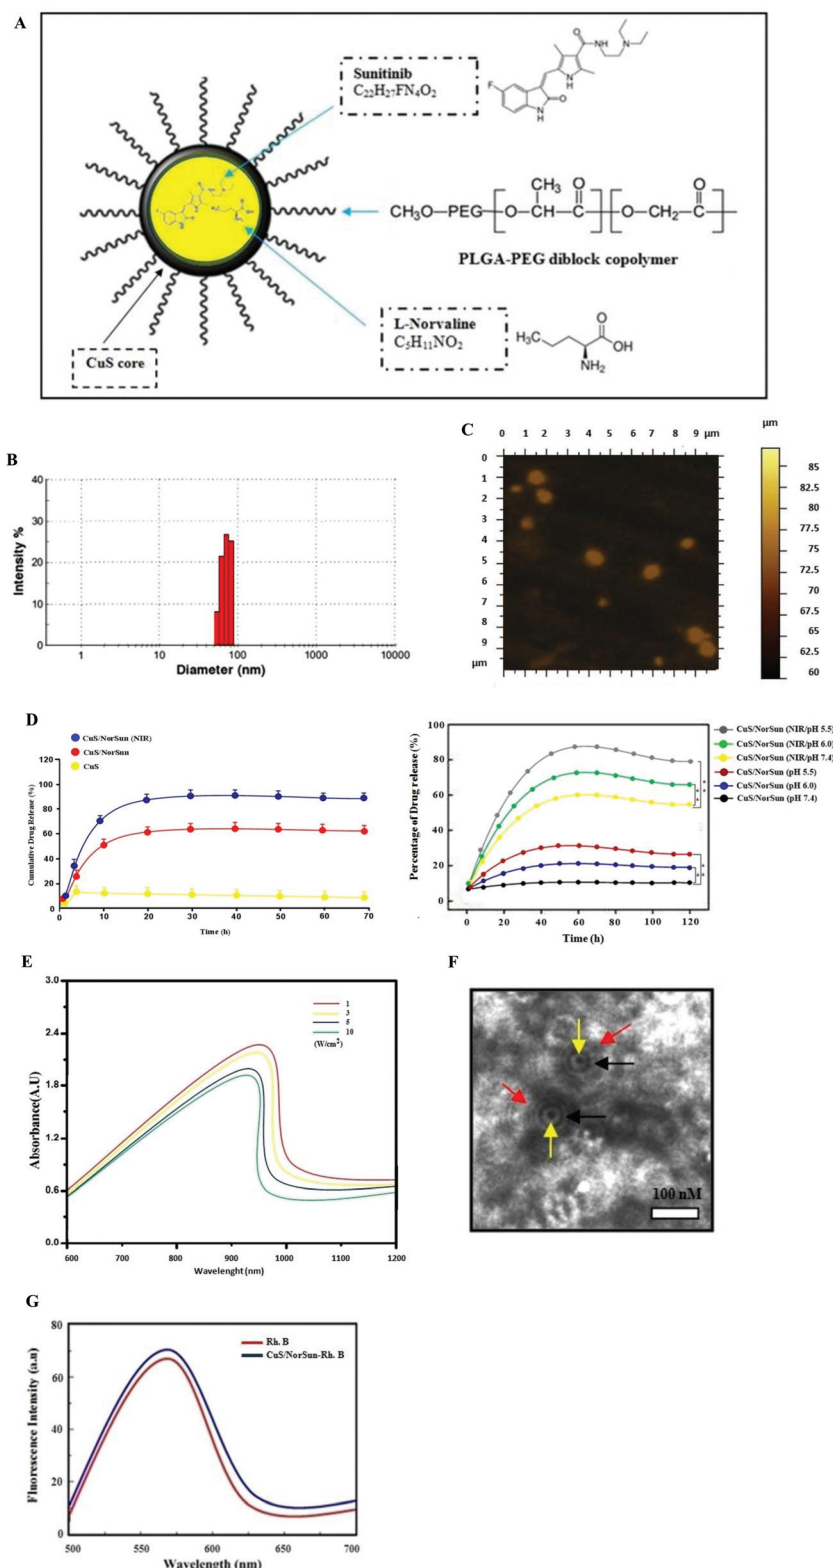 A
Sunitinib
C22H27FN4O2
F
O
N
H
O
NH
N
N
H
CH3O—PEG
O—CH—C
CH3
O
O—CH2—C
O
PLGA-PEG diblock copolymer
L-Norvaline
C5H11NO2
H3C
O
OH
NH2
CuS core
B
Intensity %
40
30
20
10
0
1
10
100
1000
10000
Diameter (nm)
C
0 1 2 3 4 5 6 7 8 9 µm
0
1
2
3
4
5
6
7
8
9
µm
µm
85
82.5
80
77.5
75
72.5
70
67.5
65
62.5
60
D
CuS/NorSun (NIR)
CuS/NorSun
CuS
Cumulative Drug Release (%)
120
100
80
60
40
20
0
0 10 20 30 40 50 60 70
Time (h)
Percentage of Drug release (%)
100
80
60
40
20
0
0 20 40 60 80 100 120
Time (h)
CuS/NorSun (NIR/pH 5.5)
CuS/NorSun (NIR/pH 6.0)
CuS/NorSun (NIR/pH 7.4)
CuS/NorSun (pH 5.5)
CuS/NorSun (pH 6.0)
CuS/NorSun (pH 7.4)
E
Absorbance(A.U)
3.0
2.4
1.8
1.2
0.6
0.0
600 700 800 900 1000 1100 1200
Wavelenght (nm)
1
3
5
10
(W/cm2)
F
100 nM
G
Fluorescence Intensity (a.n)
80
60
40
20
0
500 550 575 600 625 650 700
Wavelength (nm)
Rh. B
CuS/NorSun-Rh. B